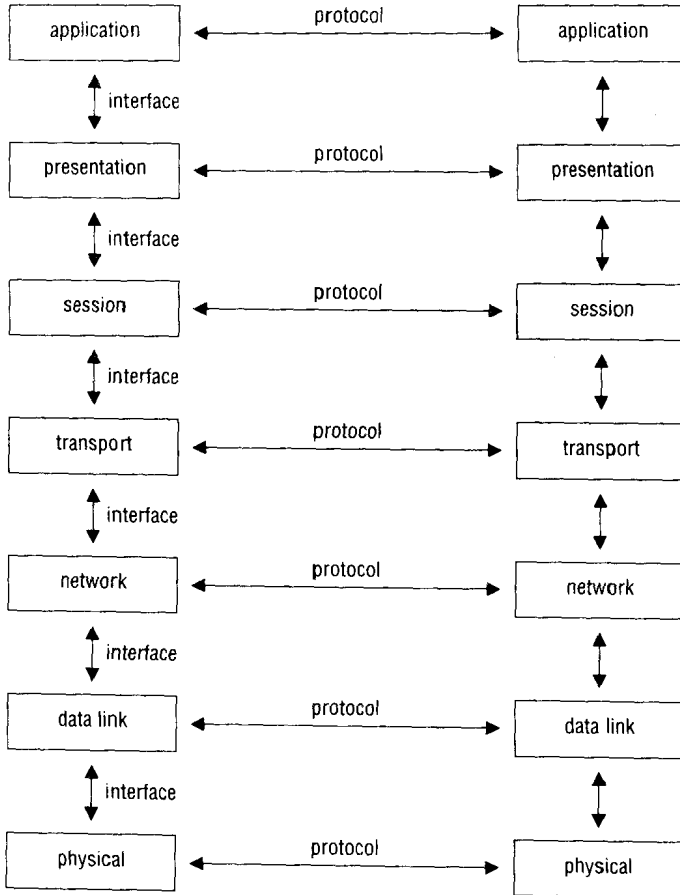 protocol
application
application
interface
protocol
presentation
presentation
interface
protocol
session
session
interface
protocol
transport
transport
interface
protocol
network
network
interface
protocol
data link
data link
interface
protocol
physical
physical